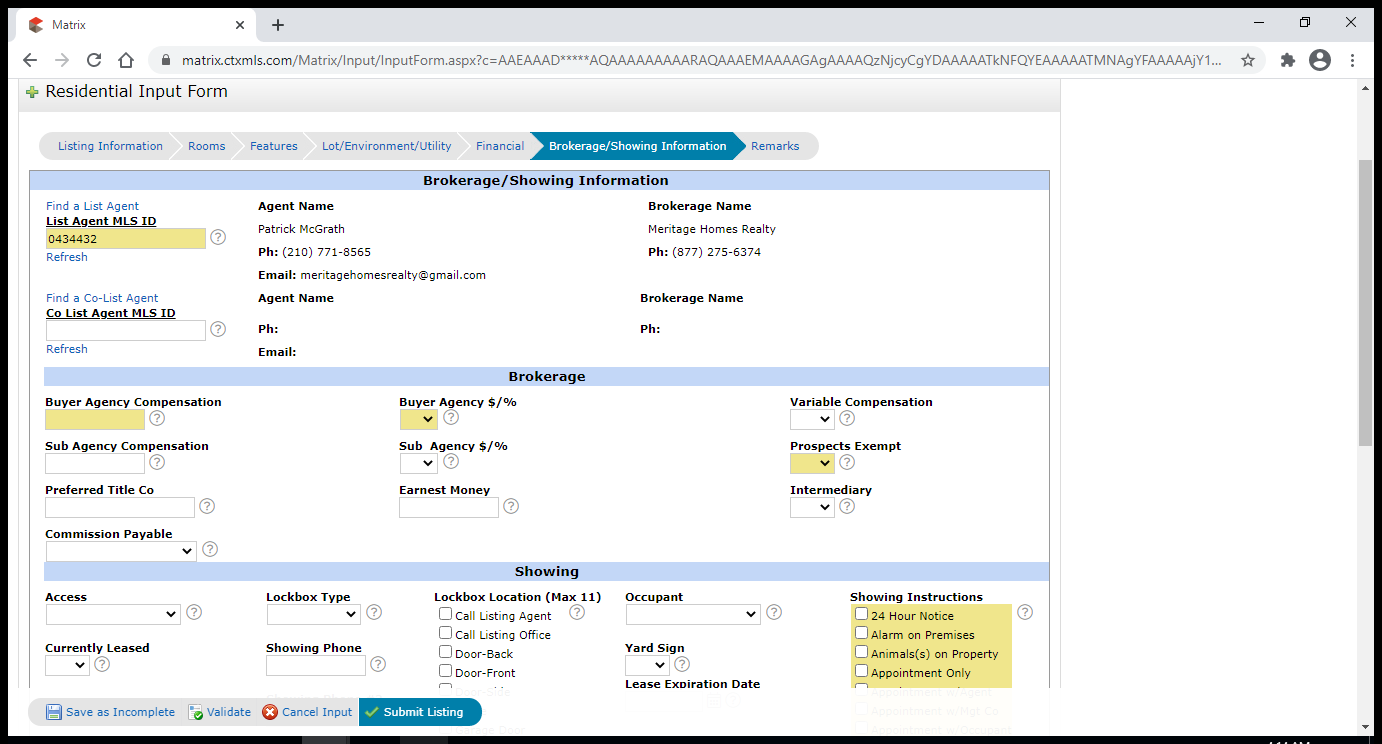 Matrix
matrix.ctxmls.com/Matrix/Input/InputForm.aspx?c=AAEAAAD*****AQAAAAAAAAARAQAAAEMAAAAGAgAAAAQzNjcyCgYDAAAAATkNFQYEAAAAATMNAgYFAAAAAjY1...
Residential Input Form
Listing Information Rooms Features Lot/Environment/Utility Financial Brokerage/Showing Information Remarks
Brokerage/Showing Information
Find a List Agent Agent Name Brokerage Name
List Agent MLS ID
Patrick McGrath Meritage Homes Realty
0434432
Ph: (210) 771-8565 Ph: (877) 275-6374
Refresh
Email: meritagehomesrealty@gmail.com
Find a Co-List Agent Agent Name Brokerage Name
Co List Agent MLS ID
Ph: Ph:
Refresh
Email:
Brokerage
Buyer Agency Compensation Buyer Agency $/% Variable Compensation
Sub Agency Compensation Sub Agency $/% Prospects Exempt
Preferred Title Co Earnest Money Intermediary
Commission Payable
Showing
Access Lockbox Type Lockbox Location (Max 11) Occupant Showing Instructions
Call Listing Agent 24 Hour Notice
Call Listing Office Alarm on Premises
Currently Leased Showing Phone Door-Back Yard Sign Animals(s) on Property
Door-Front Appointment Only
Lease Expiration Date
Save as Incomplete Validate Cancel Input Submit Listing